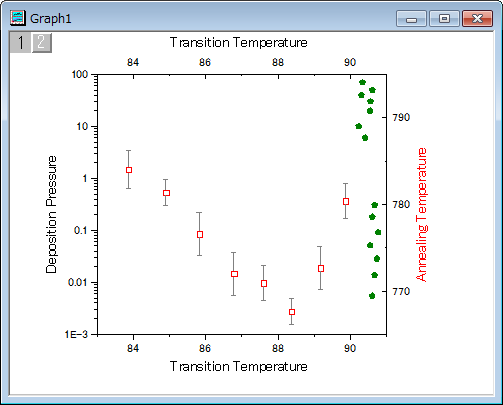 Graph1
1 2
Transition Temperature
84 86 88 90
100
10
1
0.1
0.01
1E-3
Deposition Pressure
790
780
770
Annealing Temperature
84 86 88 90
Transition Temperature